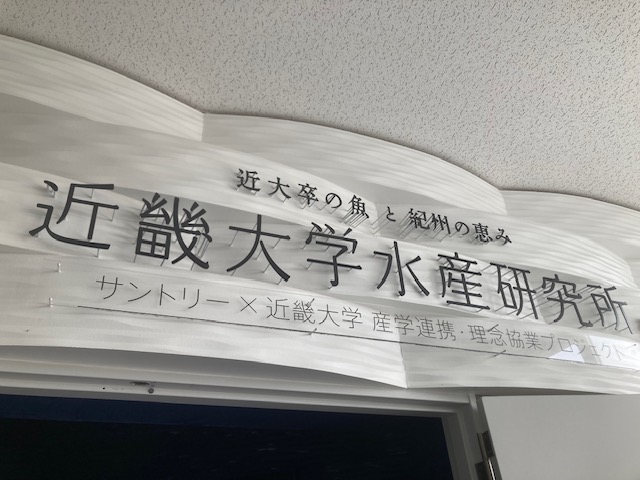 近大卒の魚と紀州の恵み
近畿大学水産研究所
サントリー×近畿大学 産学連携・理念協業プロジェクト